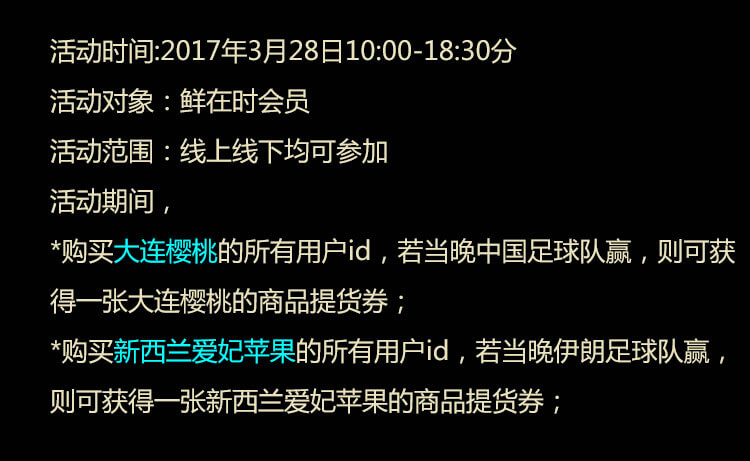 活动时间:2017年3月28日10:00-18:30分
活动对象：鲜在时会员
活动范围：线上线下均可参加
活动期间，
*购买大连樱桃的所有用户id，若当晚中国足球队赢，则可获
得一张大连樱桃的商品提货券；
*购买新西兰爱妃苹果的所有用户id，若当晚伊朗足球队赢，
则可获得一张新西兰爱妃苹果的商品提货券；